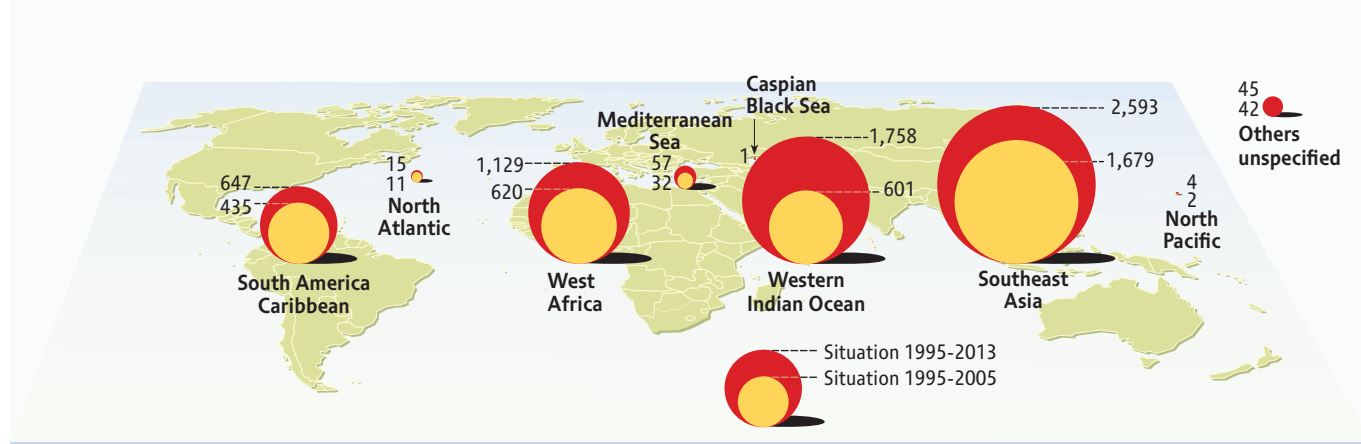 Caspian
Black Sea
1
Mediterranean
Sea
57
32
2,593
1,679
Southeast
Asia
45
42
Others
unspecified
1,758
601
Western
Indian Ocean
15
11
North
Atlantic
1,129
620
West
Africa
647
435
South America
Caribbean
4
2
North
Pacific
Situation 1995-2013
Situation 1995-2005